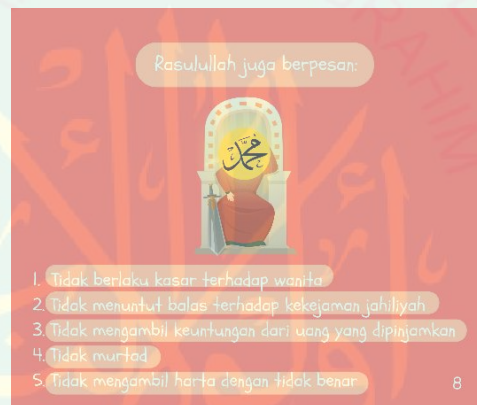 Rasulullah juga berpesan:
محمد
1. Tidak berlaku kasar terhadap wanita
2. Tidak menuntut balas terhadap kekejaman jahiliyah
3. Tidak mengambil keuntungan dari uang yang dipinjamkan
4. Tidak murtad
5. Tidak mengambil harta dengan tidak benar
8